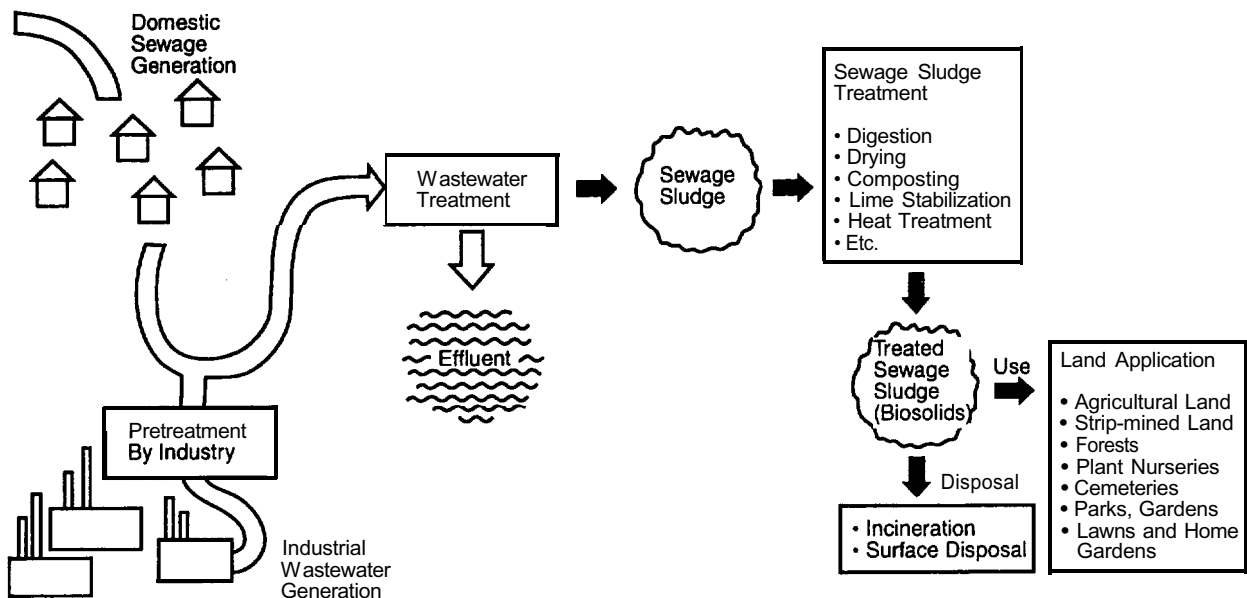 Domestic
Sewage
Generation
Wastewater
Treatment
Sewage
Sludge
Sewage Sludge
Treatment
• Digestion
• Drying
• Composting
• Lime Stabilization
• Heat Treatment
• Etc.
Effluent
Treated
Sewage
Sludge
(Biosolids)
Use
Land Application
• Agricultural Land
• Strip-mined Land
• Forests
• Plant Nurseries
• Cemeteries
• Parks, Gardens
• Lawns and Home
Gardens
Pretreatment
By Industry
Disposal
• Incineration
• Surface Disposal
Industrial
Wastewater
Generation